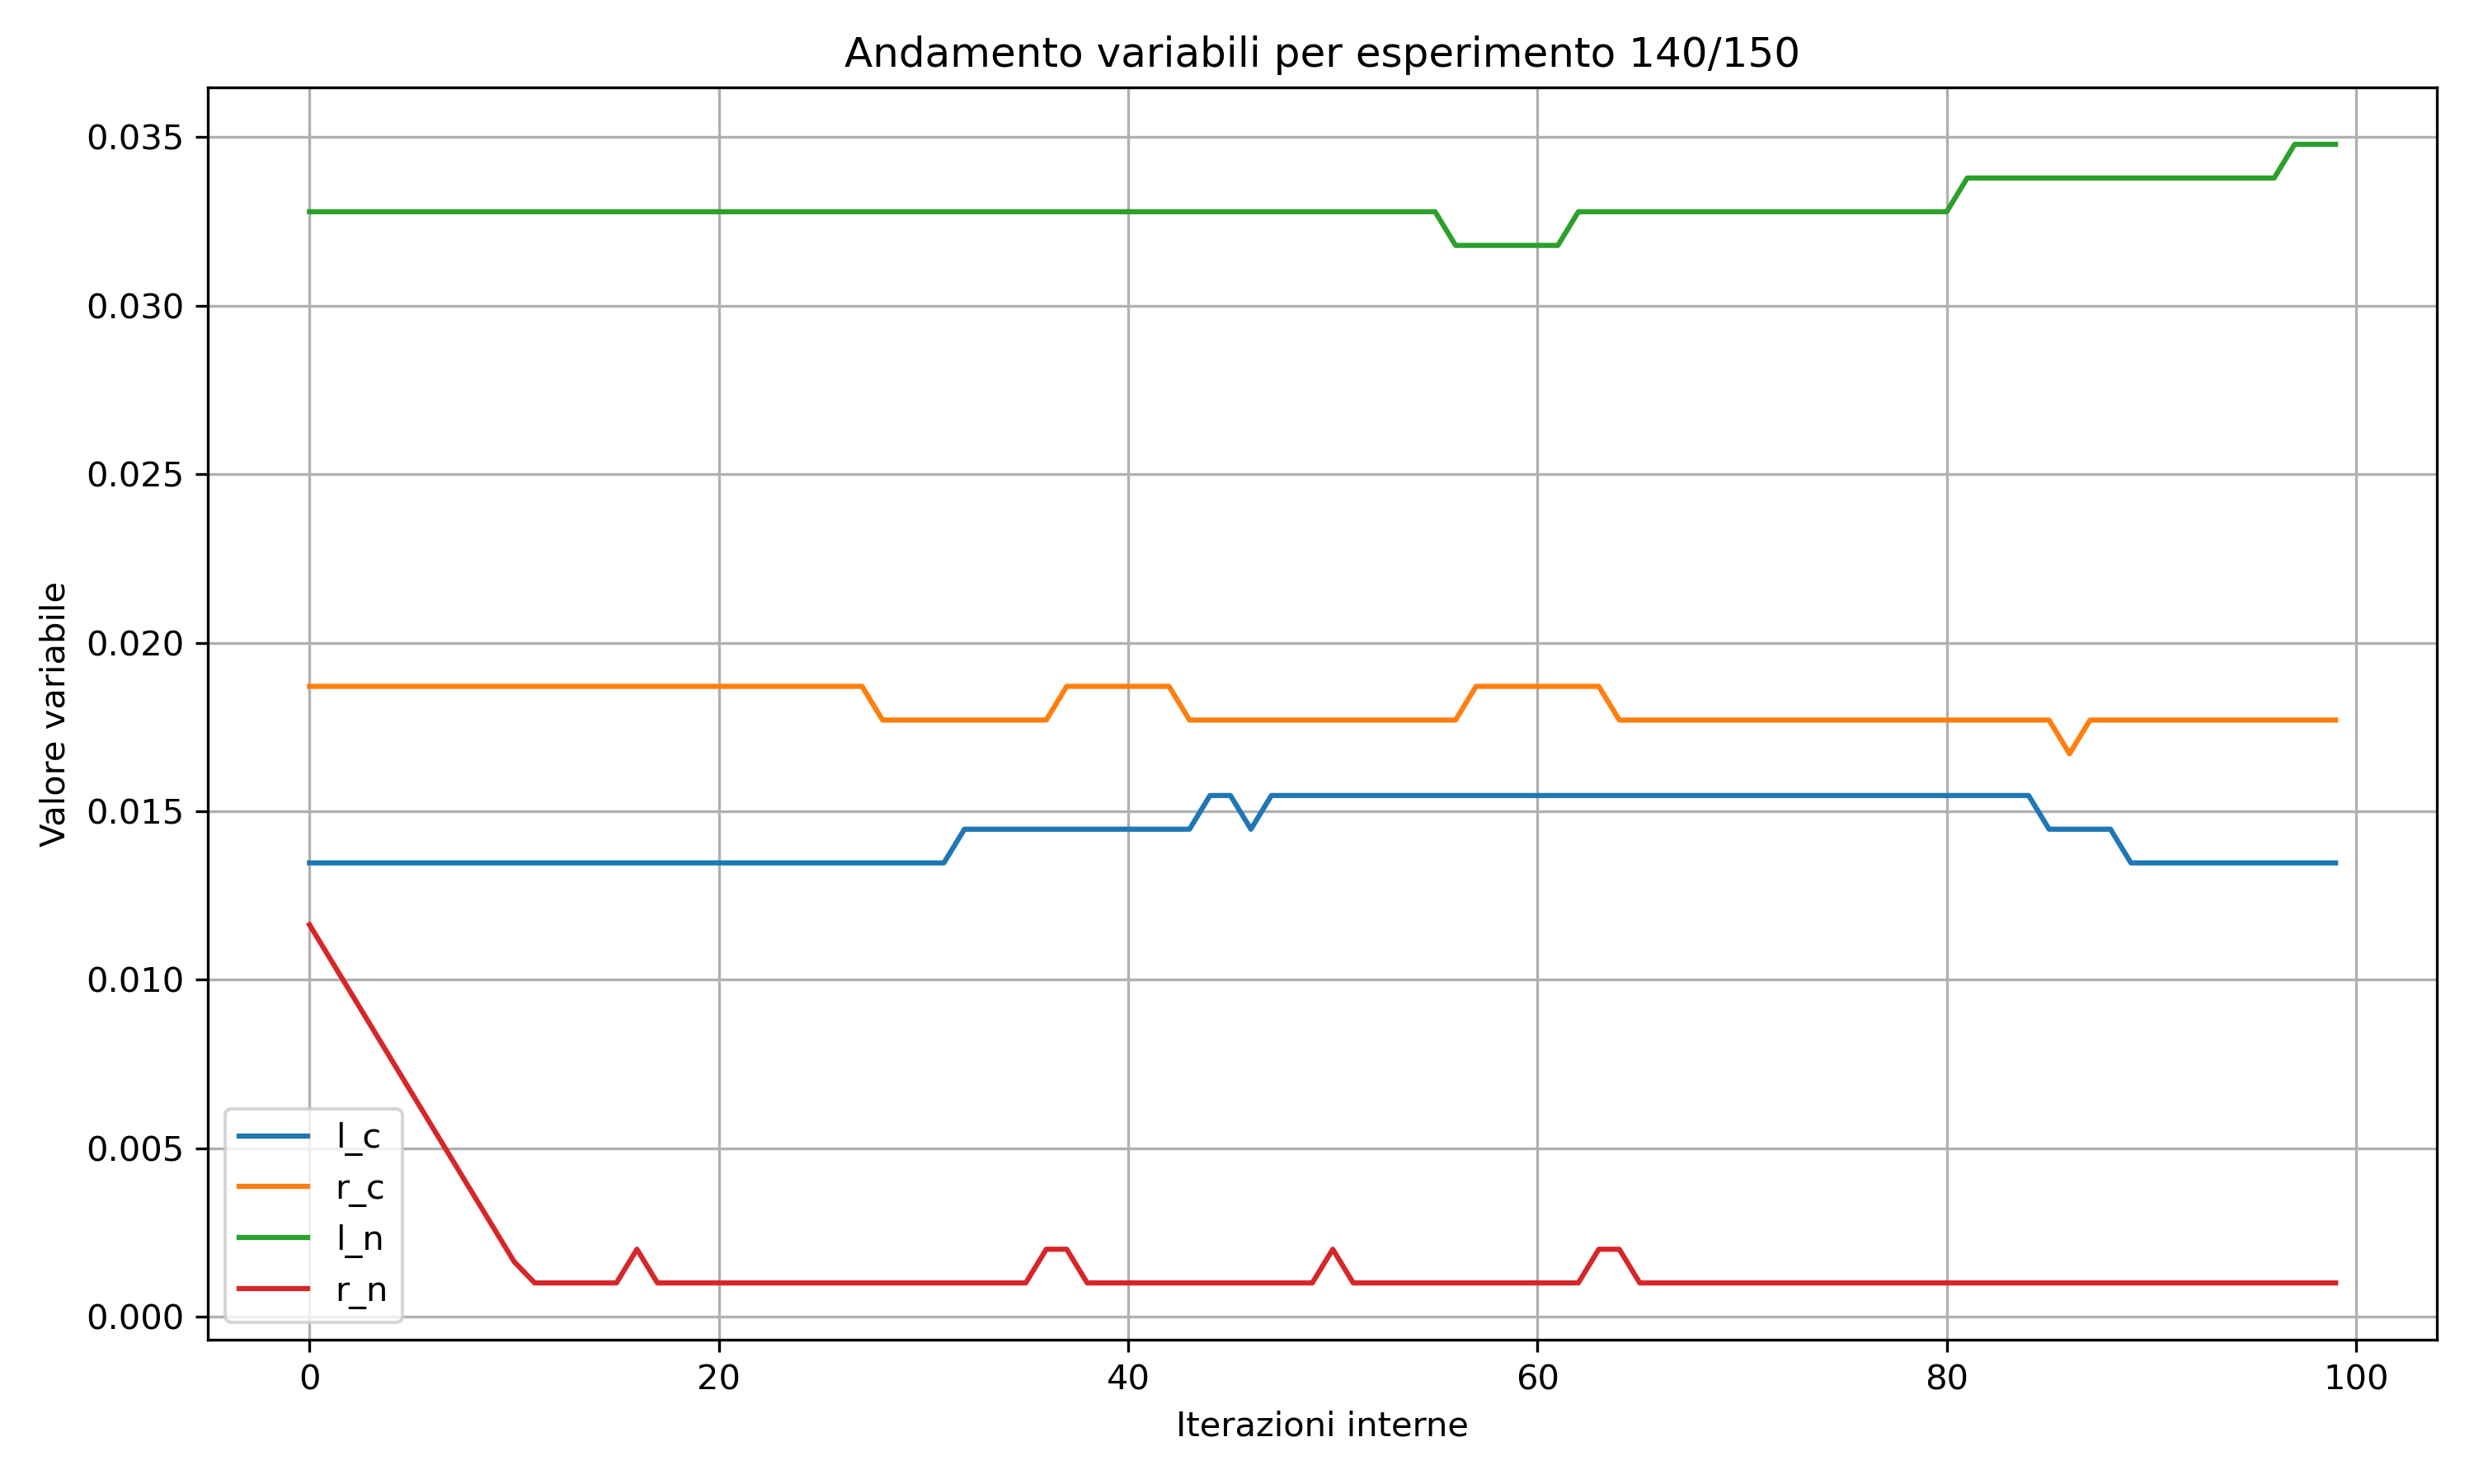 Andamento variabili per esperimento 140/150
Valore variabile
0.035
0.030
0.025
0.020
0.015
0.010
0.005
0.000
l_c
r_c
l_n
r_n
0 20 40 60 80 100
Iterazioni interne